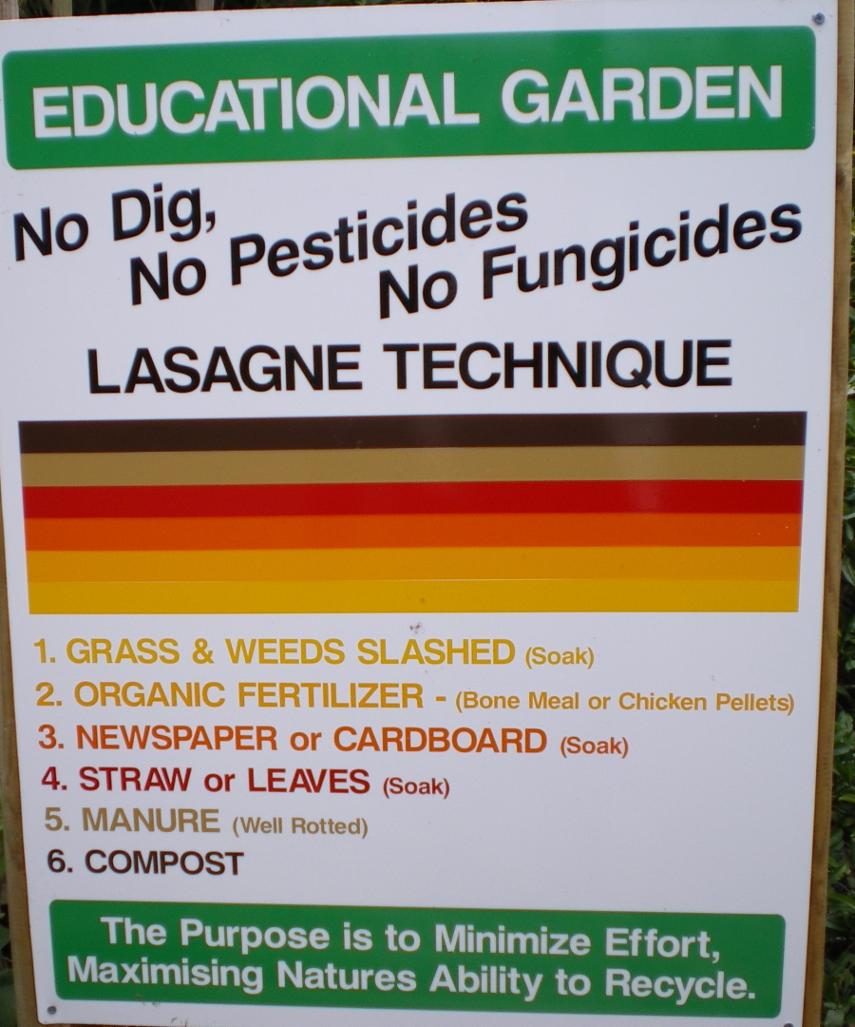 EDUCATIONAL GARDEN
No Dig,
No Pesticides
No Fungicides
LASAGNE TECHNIQUE
1. GRASS & WEEDS SLASHED (Soak)
2. ORGANIC FERTILIZER - (Bone Meal or Chicken Pellets)
3. NEWSPAPER or CARDBOARD (Soak)
4. STRAW or LEAVES (Soak)
5. MANURE (Well Rotted)
6. COMPOST
The Purpose is to Minimize Effort,
Maximising Natures Ability to Recycle.